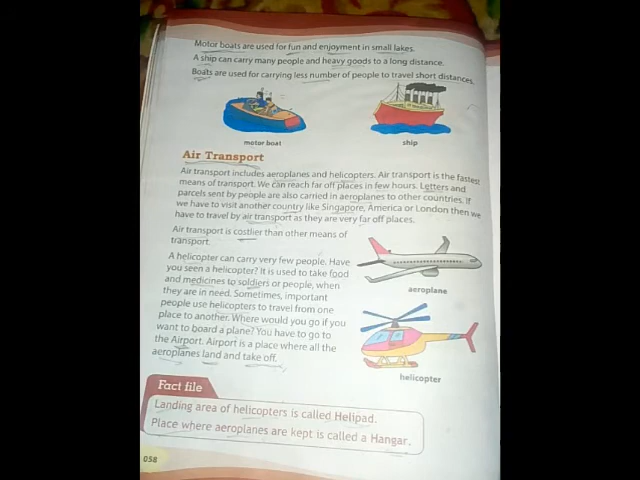 Motor boats are used for fun and enjoyment in small lakes.
A ship can carry many people and heavy goods to a long distance.
Boats are used for carrying less number of people to travel short distances.
motor boat
ship
Air Transport
Air transport includes aeroplanes and helicopters. Air transport is the fastest
means of transport. We can reach far off places in few hours. Letters and
parcels sent by people are also carried in aeroplanes to other countries. If
we have to visit another country like Singapore, America or London then we
have to travel by air transport as they are very far off places.
Air transport is costlier than other means of
transport.
A helicopter can carry very few people. Have
you seen a helicopter? It is used to take food
and medicines to soldiers or people, when
they are in need. Sometimes, important
people use helicopters to travel from one
place to another. Where would you go if you
want to board a plane? You have to go to
the Airport. Airport is a place where all the
aeroplanes land and take off.
aeroplane
helicopter
Fact file
Landing area of helicopters is called Helipad.
Place where aeroplanes are kept is called a Hangar.
058